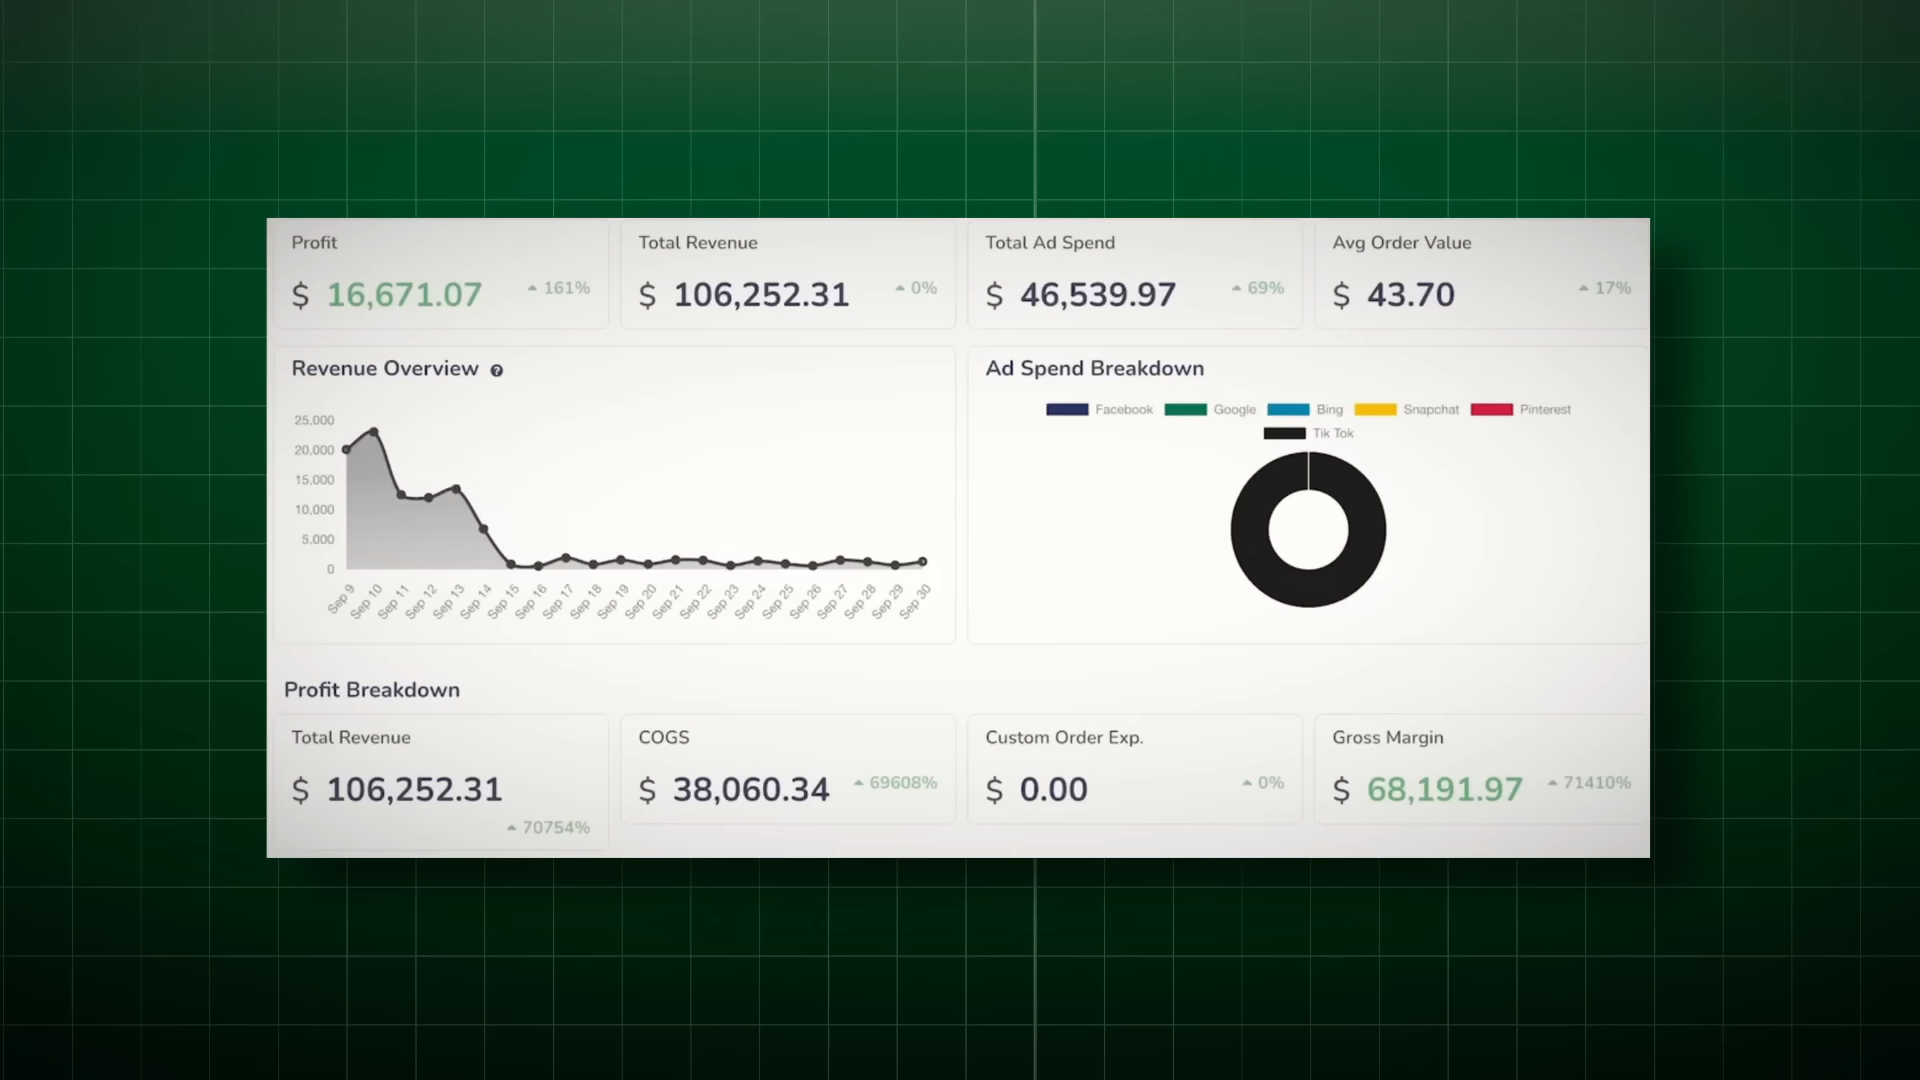 Profit
$ 16,671.07 161%
Total Revenue
$ 106,252.31 0%
Total Ad Spend
$ 46,539.97 69%
Avg Order Value
$ 43.70 17%
Revenue Overview ?
25,000
20,000
15,000
10,000
5,000
0
Sep 9
Sep 10
Sep 11
Sep 12
Sep 13
Sep 14
Sep 15
Sep 16
Sep 17
Sep 18
Sep 19
Sep 20
Sep 21
Sep 22
Sep 23
Sep 24
Sep 25
Sep 26
Sep 27
Sep 28
Sep 29
Sep 30
Ad Spend Breakdown
Facebook Google Bing Snapchat Pinterest
Tik Tok
Profit Breakdown
Total Revenue
$ 106,252.31
70754%
COGS
$ 38,060.34 69608%
Custom Order Exp.
$ 0.00 0%
Gross Margin
$ 68,191.97 71410%